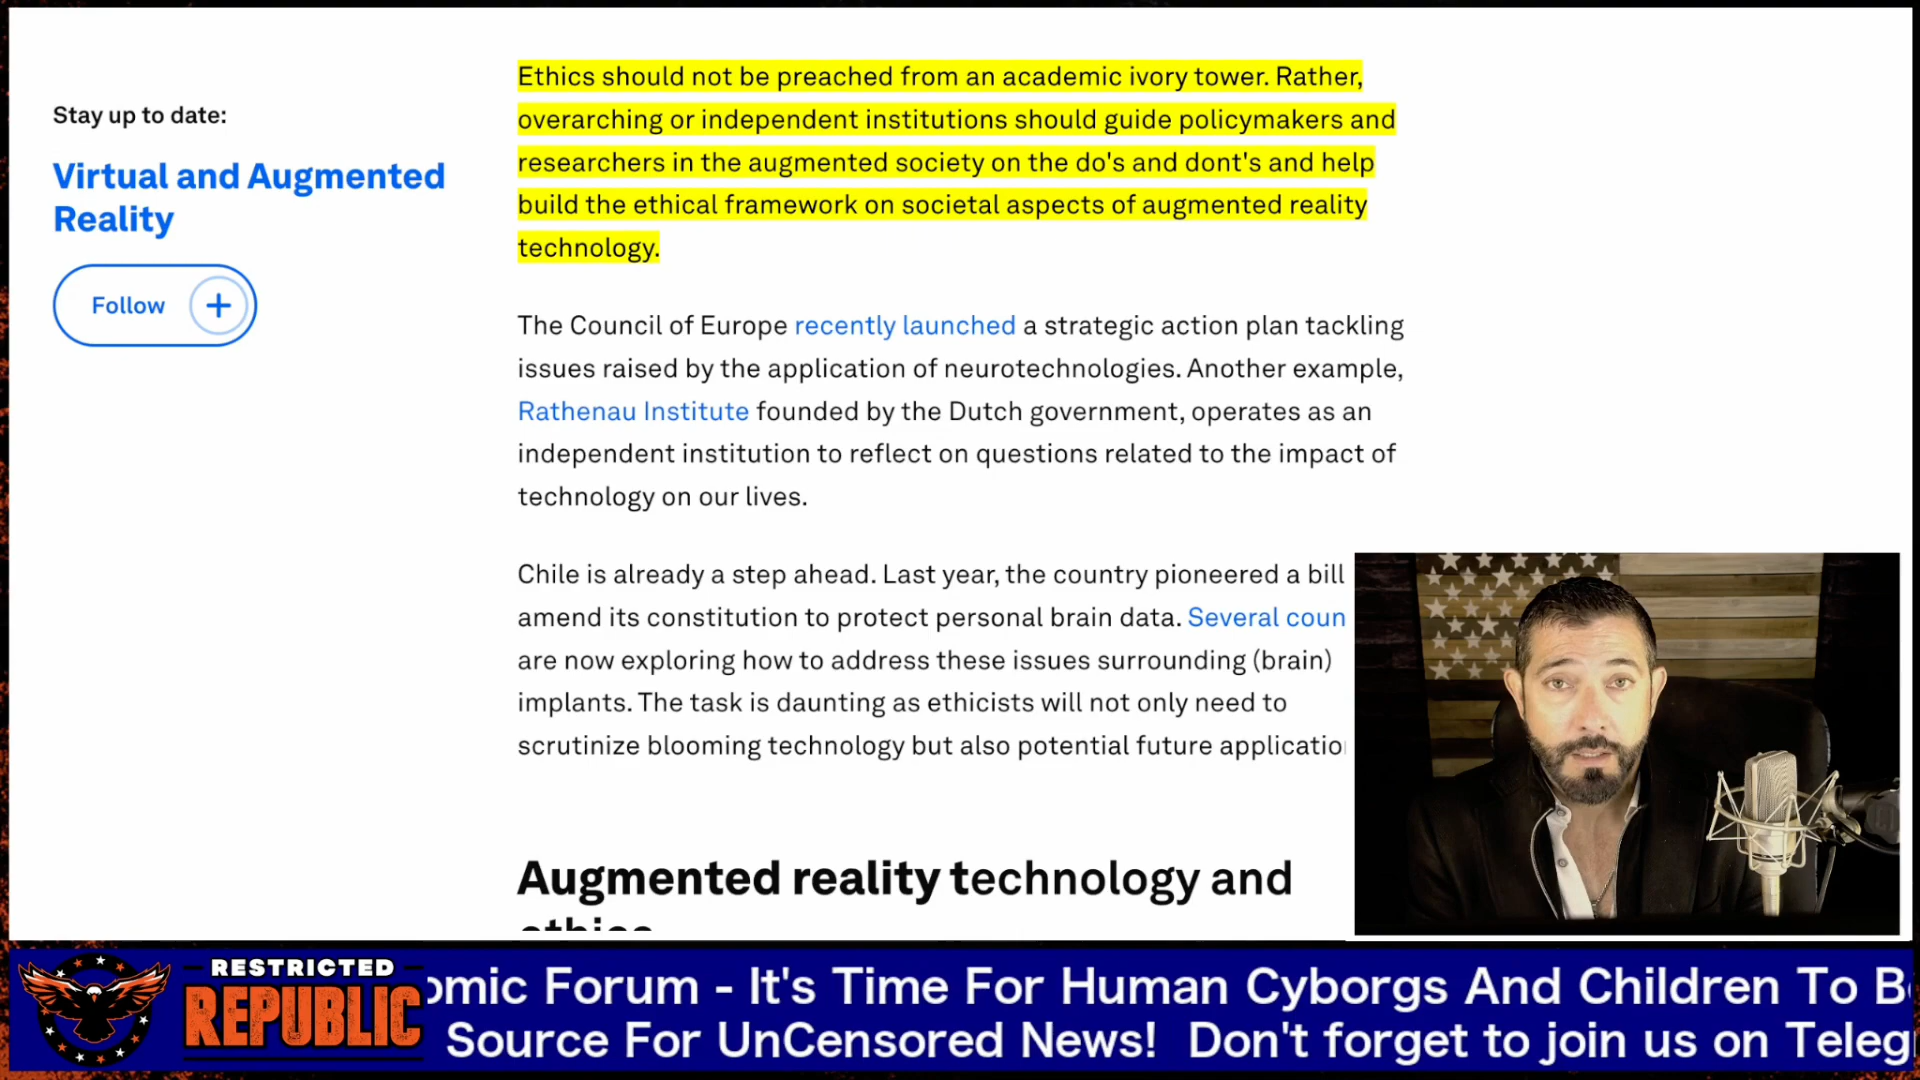 Stay up to date:
Virtual and Augmented
Reality
Follow +
Ethics should not be preached from an academic ivory tower. Rather,
overarching or independent institutions should guide policymakers and
researchers in the augmented society on the do's and dont's and help
build the ethical framework on societal aspects of augmented reality
technology.
The Council of Europe recently launched a strategic action plan tackling
issues raised by the application of neurotechnologies. Another example,
Rathenau Institute founded by the Dutch government, operates as an
independent institution to reflect on questions related to the impact of
technology on our lives.
Chile is already a step ahead. Last year, the country pioneered a bill
amend its constitution to protect personal brain data. Several coun
are now exploring how to address these issues surrounding (brain)
implants. The task is daunting as ethicists will not only need to
scrutinize blooming technology but also potential future applicatio
Augmented reality technology and
ethics
RESTRICTED
REPUBLIC
omic Forum - It's Time For Human Cyborgs And Children To B
Source For UnCensored News! Don't forget to join us on Teleg